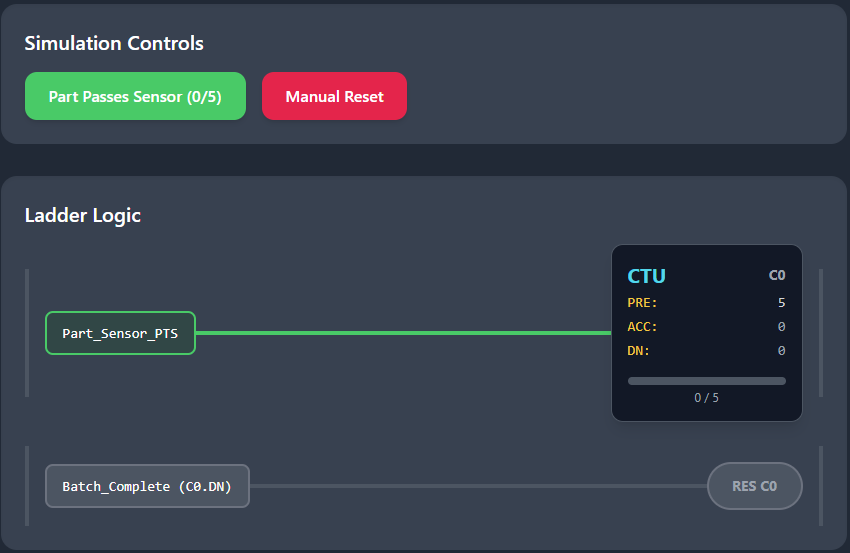 Simulation Controls
Part Passes Sensor (0/5)
Manual Reset
Ladder Logic
CTU C0
PRE: 5
Part_Sensor_PTS
ACC: 0
DN: 0
0 / 5
Batch_Complete (C0.DN)
RES C0